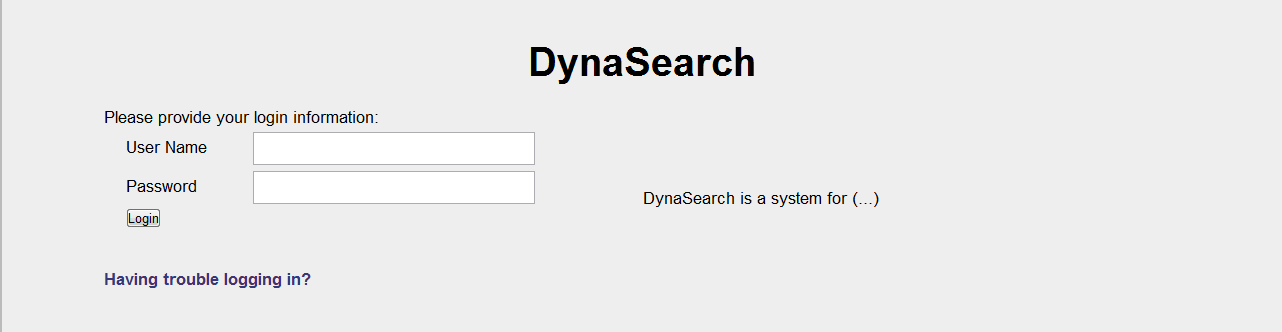 DynaSearch
Please provide your login information:
User Name
Password
DynaSearch is a system for (...)
Login
Having trouble logging in?